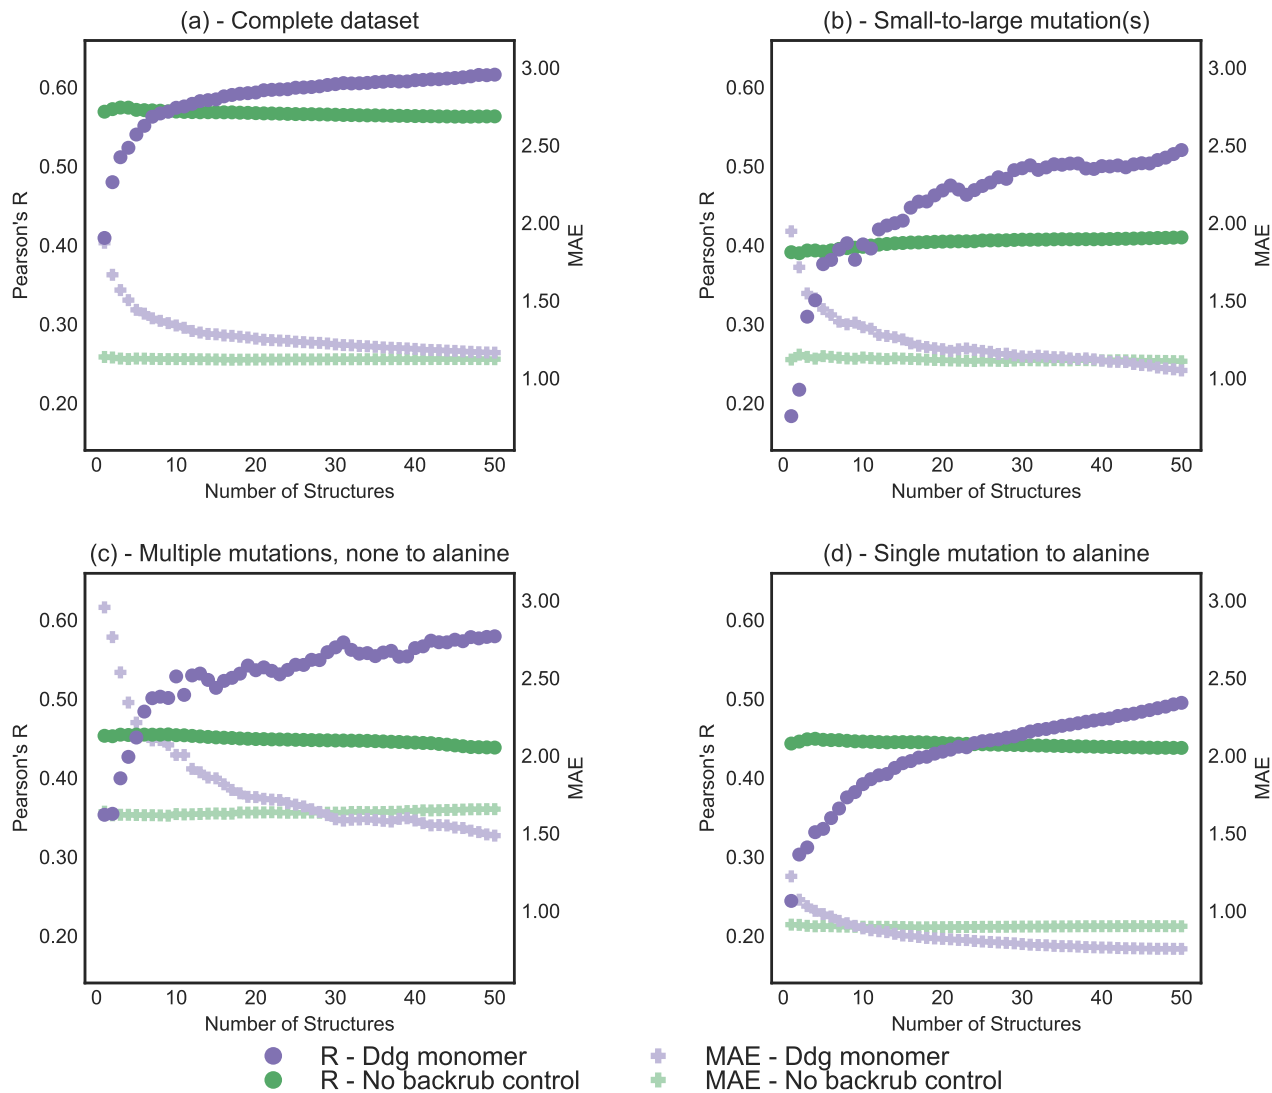 (a) - Complete dataset
0.60
0.50
0.40
0.30
0.20
Pearson's R
3.00
2.50
2.00
1.50
1.00
MAE
0 10 20 30 40 50
Number of Structures
(b) - Small-to-large mutation(s)
0.60
0.50
0.40
0.30
0.20
Pearson's R
3.00
2.50
2.00
1.50
1.00
MAE
0 10 20 30 40 50
Number of Structures
(c) - Multiple mutations, none to alanine
0.60
0.50
0.40
0.30
0.20
Pearson's R
3.00
2.50
2.00
1.50
1.00
MAE
0 10 20 30 40 50
Number of Structures
(d) - Single mutation to alanine
0.60
0.50
0.40
0.30
0.20
Pearson's R
3.00
2.50
2.00
1.50
1.00
MAE
0 10 20 30 40 50
Number of Structures
R - Ddg monomer
R - No backrub control
MAE - Ddg monomer
MAE - No backrub control